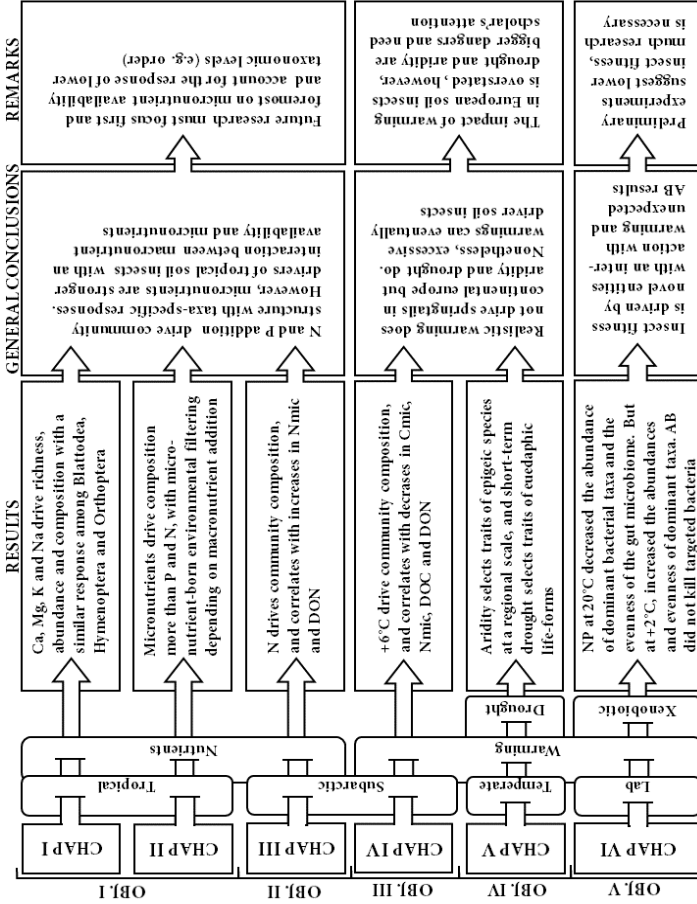 RESULTS
GENERAL CONCLUSIONS
REMARKS
OBJ. I
CHAP I
CHAP II
Tropical
Nutrients
Ca, Mg, K and Na drive richness,
abundance and composition with a
similar response among Blattodea,
Hymenoptera and Orthoptera
Micronutrients drive composition
more than P and N, with micro-
nutrient-born environmental filtering
depending on macronutrient addition
OBJ. II
CHAP III
Subarctic
N drives community composition,
and correlates with increases in Nmic
and DON
N and P addition drive community
structure with taxa-specific responses.
However, micronutrients are stronger
drivers of tropical soil insects with an
interaction between macronutrient
availability and micronutrients
Future research must focus first and
foremost on micronutrient availability
and account for the response of lower
taxonomic levels (e.g. order)
OBJ. III
CHAP IV
Warming
+6°C drive community composition,
and correlates with decrases in Cmic,
Nmic, DOC and DON
OBJ. IV
CHAP V
Temperate
Drought
Aridity selects traits of epigeic species
at a regional scale, and short-term
drought selects traits of euedaphic
life-forms
Realistic warming does
not drive springtails in
continental europe but
aridity and drought do.
Nonetheless, excessive
warmings can eventually
driver soil insects
The impact of warming
in European soil insects
is overstated, however,
drought and aridity are
bigger dangers and need
scholar's attention
OBJ. V
CHAP VI
Lab
Xenobiotic
NP at 20°C decreased the abundance
of dominant bacterial taxa and the
evenness of the gut microbiome. But
at +2°C, increased the abundances
and evenness of dominant taxa. AB
did not kill targeted bacteria
Insect fitness
is driven by
novel entities
with an inter-
action with
warming and
unexpected
AB results
Preliminary
experiments
suggest lower
insect fitness,
much research
is necessary